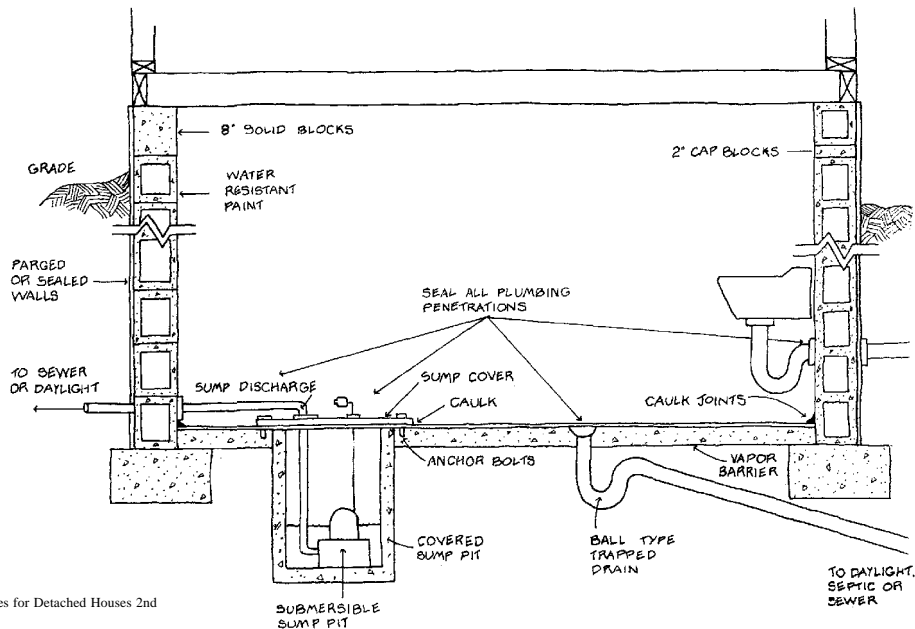 8" SOLID BLOCKS
2" CAP BLOCKS
GRADE
WATER
RESISTANT
PAINT
PARGED
OR SEALED
WALLS
SEAL ALL PLUMBING
PENETRATIONS
TO SEWER
OR DAYLIGHT
SUMP DISCHARGE
SUMP COVER
CAULK
CAULK JOINTS
ANCHOR BOLTS
VAPOR
BARRIER
COVERED
SUMP PIT
BALL TYPE
TRAPPED
DRAIN
TO DAYLIGHT,
SEPTIC OR
SEWER
es for Detached Houses 2nd
SUBMERSIBLE
SUMP PIT